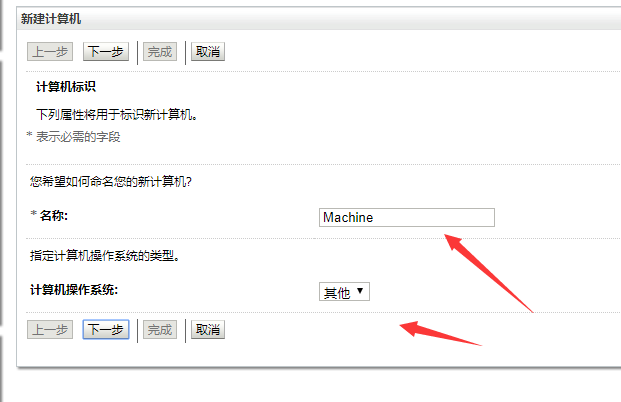 新建计算机
上一步 下一步 完成 取消
计算机标识
下列属性将用于标识新计算机。
* 表示必需的字段
您希望如何命名您的新计算机?
* 名称: Machine
指定计算机操作系统的类型。
计算机操作系统: 其他
上一步 下一步 完成 取消